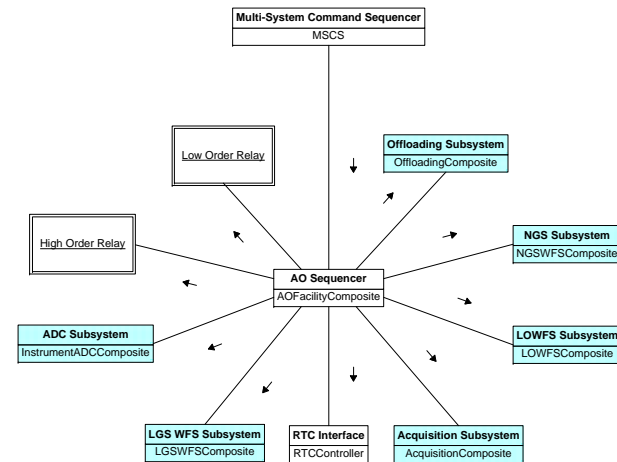 Multi-System Command Sequencer
MSCS
Low Order Relay
Offloading Subsystem
OffloadingComposite
High Order Relay
NGS Subsystem
NGSWFSComposite
AO Sequencer
AOFacilityComposite
ADC Subsystem
InstrumentADCComposite
LOWFS Subsystem
LOWFSComposite
LGS WFS Subsystem
LGSWFSComposite
RTC Interface
RTCController
Acquisition Subsystem
AcquisitionComposite